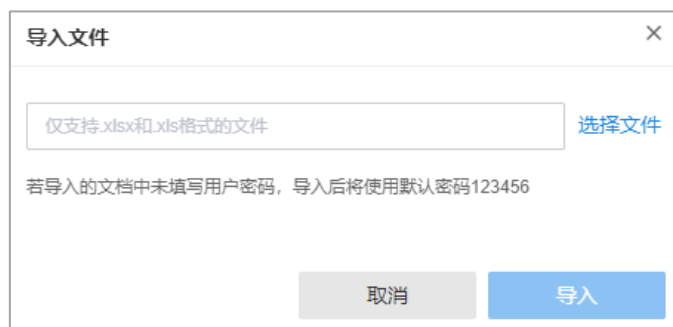 导入文件
仅支持.xlsx和.xls格式的文件 选择文件
若导入的文档中未填写用户密码，导入后将使用默认密码123456
取消 导入